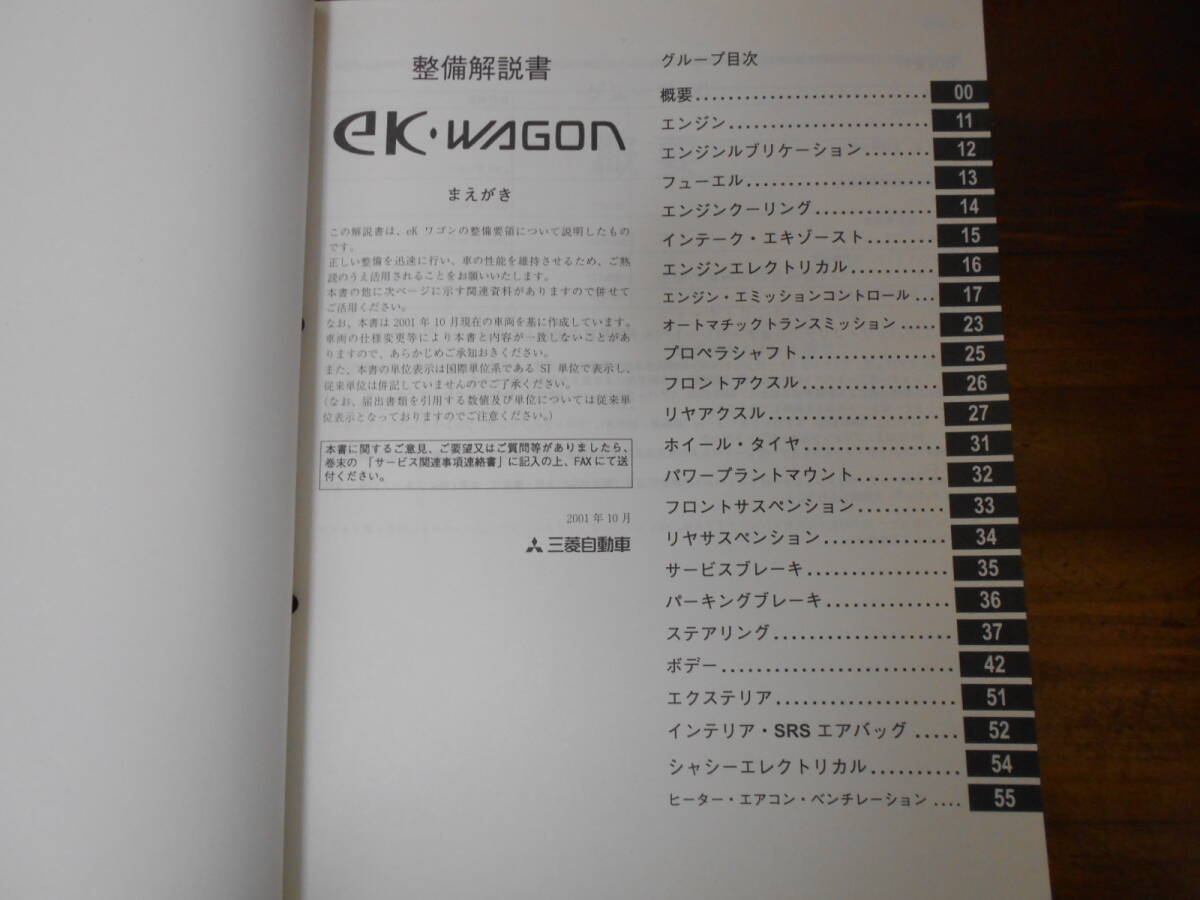 整備解説書
eK・WAGON
まえがき
この解説書は、eK ワゴンの整備要領について説明したもの
です。
正しい整備を迅速に行い、車の性能を維持させるため、ご熟
読のうえ活用されることをお願いいたします。
本書の他に次ページに示す関連資料がありますので併せて
ご活用ください。
なお、本書は 2001 年 10 月現在の車両を基に作成しています。
車両の仕様変更等により本書と内容が一致しないことがあ
りますので、あらかじめご承知おきください。
また、本書の単位表示は国際単位系である SI 単位で表示し、
従来単位は併記していませんのでご了承ください。
(なお、届出書類を引用する数値及び単位については従来単
位表示となっておりますのでご注意ください。)
本書に関するご意見、ご要望又はご質問等がありましたら、
巻末の 「サービス関連事項連絡書」に記入の上、FAX にて送
付ください。
2001 年 10 月
三菱自動車
グループ目次
概要............................ 00
エンジン......................... 11
エンジンルブリケーション........ 12
フューエル....................... 13
エンジンクーリング.............. 14
インテーク・エキゾースト........ 15
エンジンエレクトリカル.......... 16
エンジン・エミッションコントロール ... 17
オートマチックトランスミッション ..... 23
プロペラシャフト................ 25
フロントアクスル................ 26
リヤアクスル.................... 27
ホイール・タイヤ................ 31
パワープラントマウント.......... 32
フロントサスペンション.......... 33
リヤサスペンション.............. 34
サービスブレーキ................. 35
パーキングブレーキ.............. 36
ステアリング..................... 37
ボデー........................... 42
エクステリア..................... 51
インテリア・SRS エアバッグ ..... 52
シャシーエレクトリカル.......... 54
ヒーター・エアコン・ベンチレーション .... 55